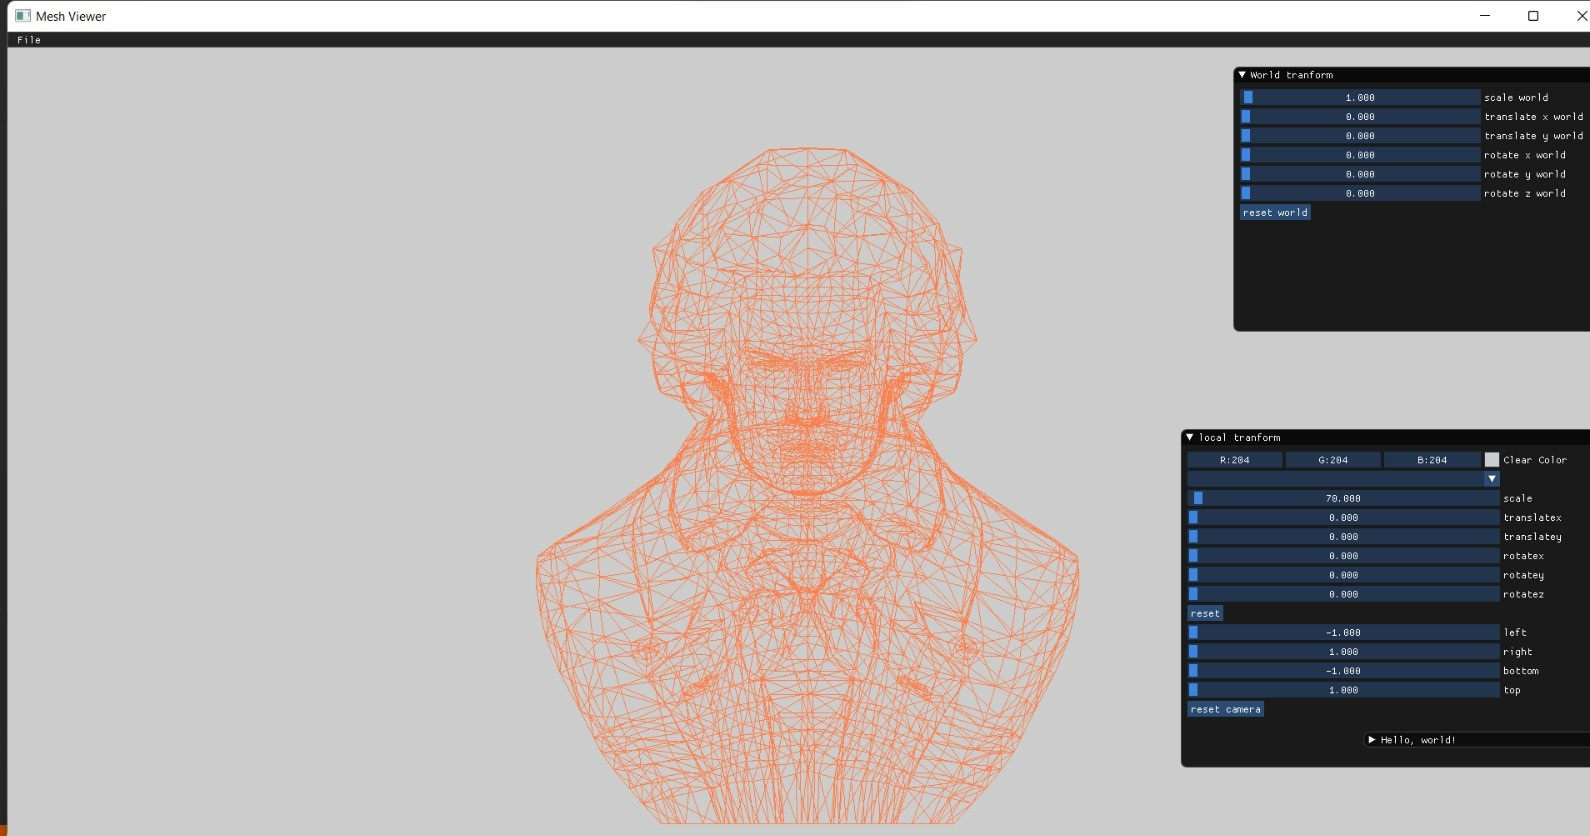 Mesh Viewer
File
World tranform
1.000 scale world
0.000 translate x world
0.000 translate y world
0.000 rotate x world
0.000 rotate y world
0.000 rotate z world
reset world
local tranform
R:204 G:204 B:204 Clear Color
70.000 scale
0.000 translatex
0.000 translatey
0.000 rotatex
0.000 rotatey
0.000 rotatez
reset
-1.000 left
1.000 right
-1.000 bottom
1.000 top
reset camera
Hello, world!